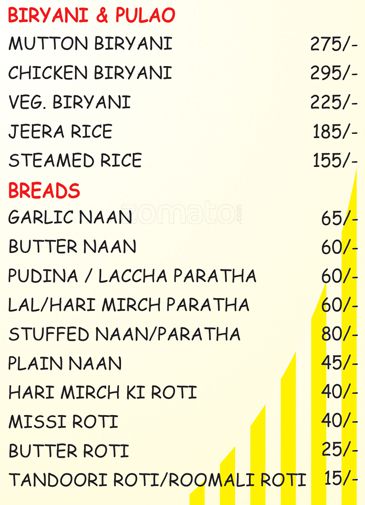 BIRYANI & PULAO
MUTTON BIRYANI 275/-
CHICKEN BIRYANI 295/-
VEG. BIRYANI 225/-
JEERA RICE 185/-
STEAMED RICE 155/-
BREADS
zomato
GARLIC NAAN 65/-
BUTTER NAAN 60/-
PUDINA / LACCHA PARATHA 60/-
LAL/HARI MIRCH PARATHA 60/-
STUFFED NAAN/PARATHA 80/-
PLAIN NAAN 45/-
HARI MIRCH KI ROTI 40/-
MISSI ROTI 40/-
BUTTER ROTI 25/-
TANDOORI ROTI/ROOMALI ROTI 15/-